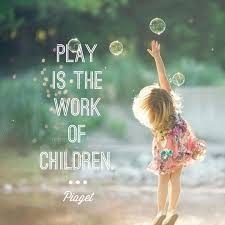 PLAY
IS THE
WORK
OF
CHILDREN.
Piaget